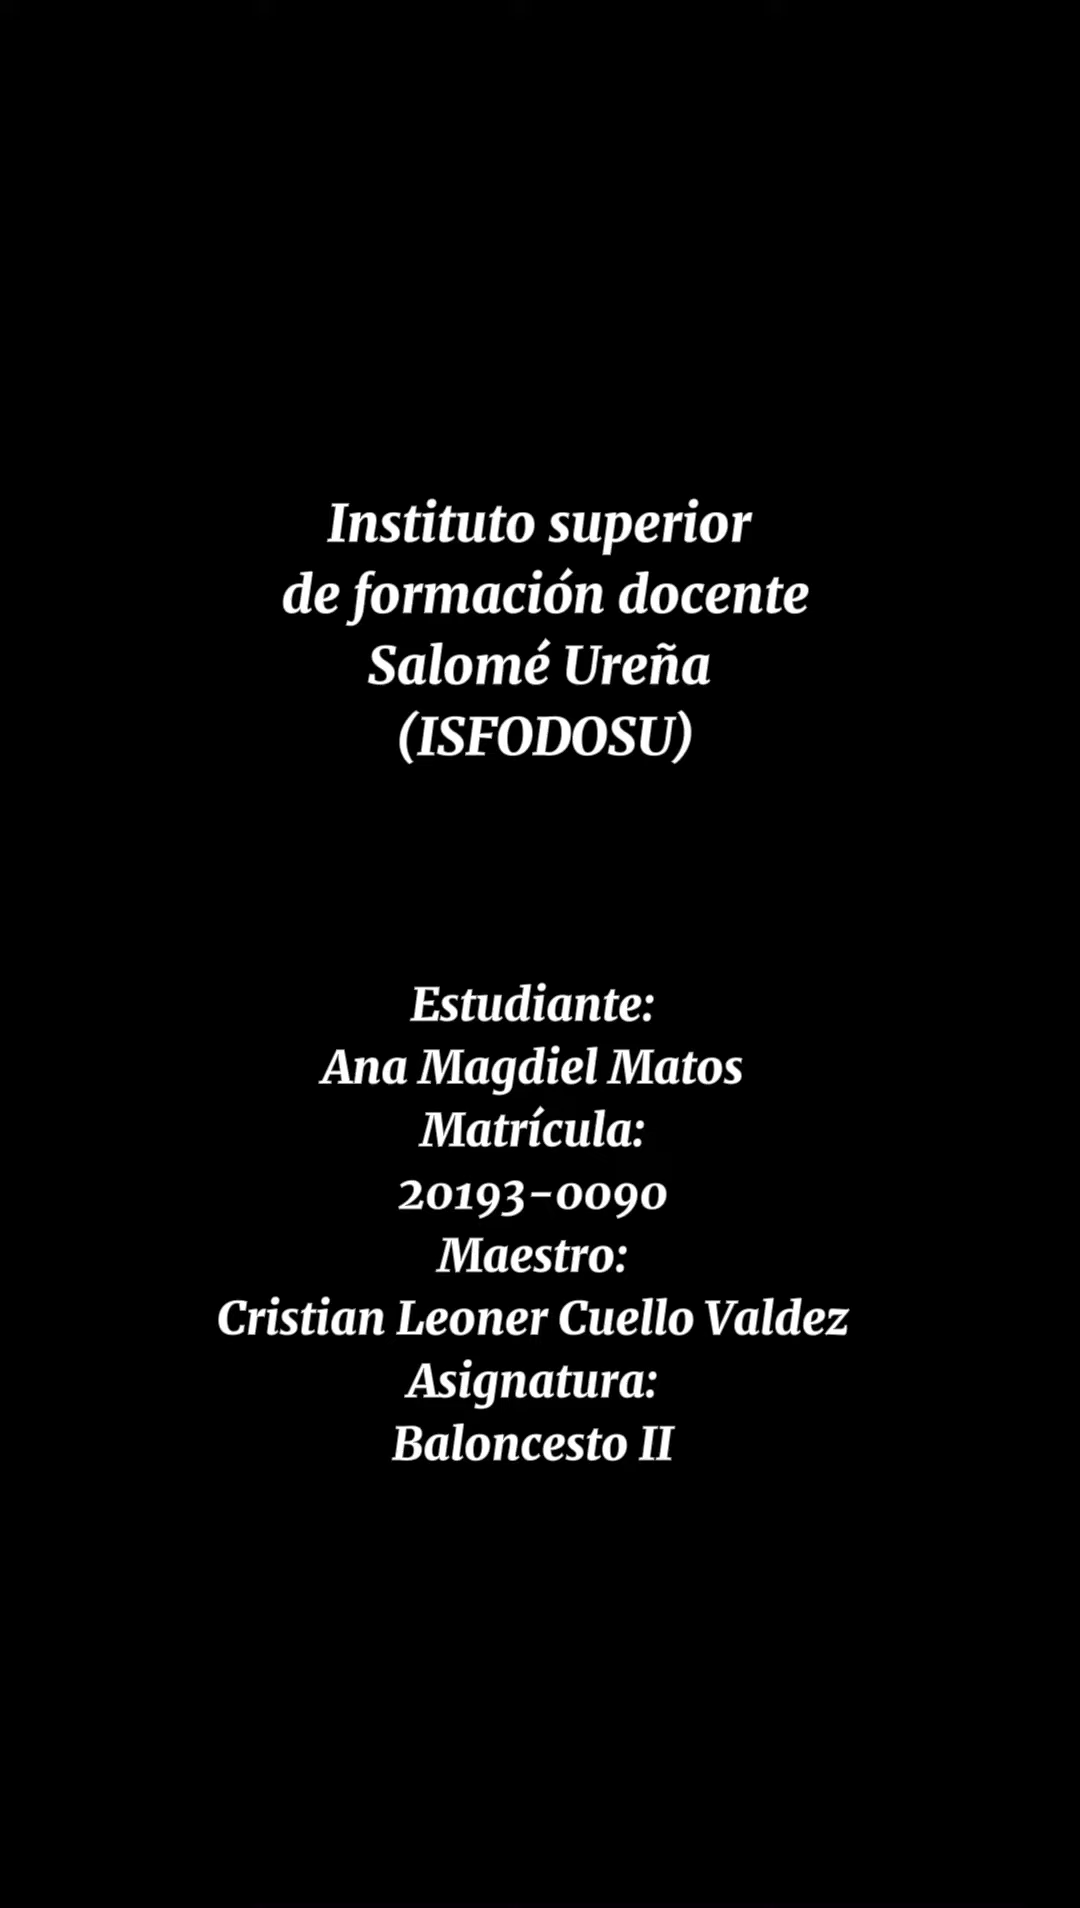 Instituto superior
de formación docente
Salomé Ureña
(ISFODOSU)
Estudiante:
Ana Magdiel Matos
Matrícula:
20193-0090
Maestro:
Cristian Leoner Cuello Valdez
Asignatura:
Baloncesto II